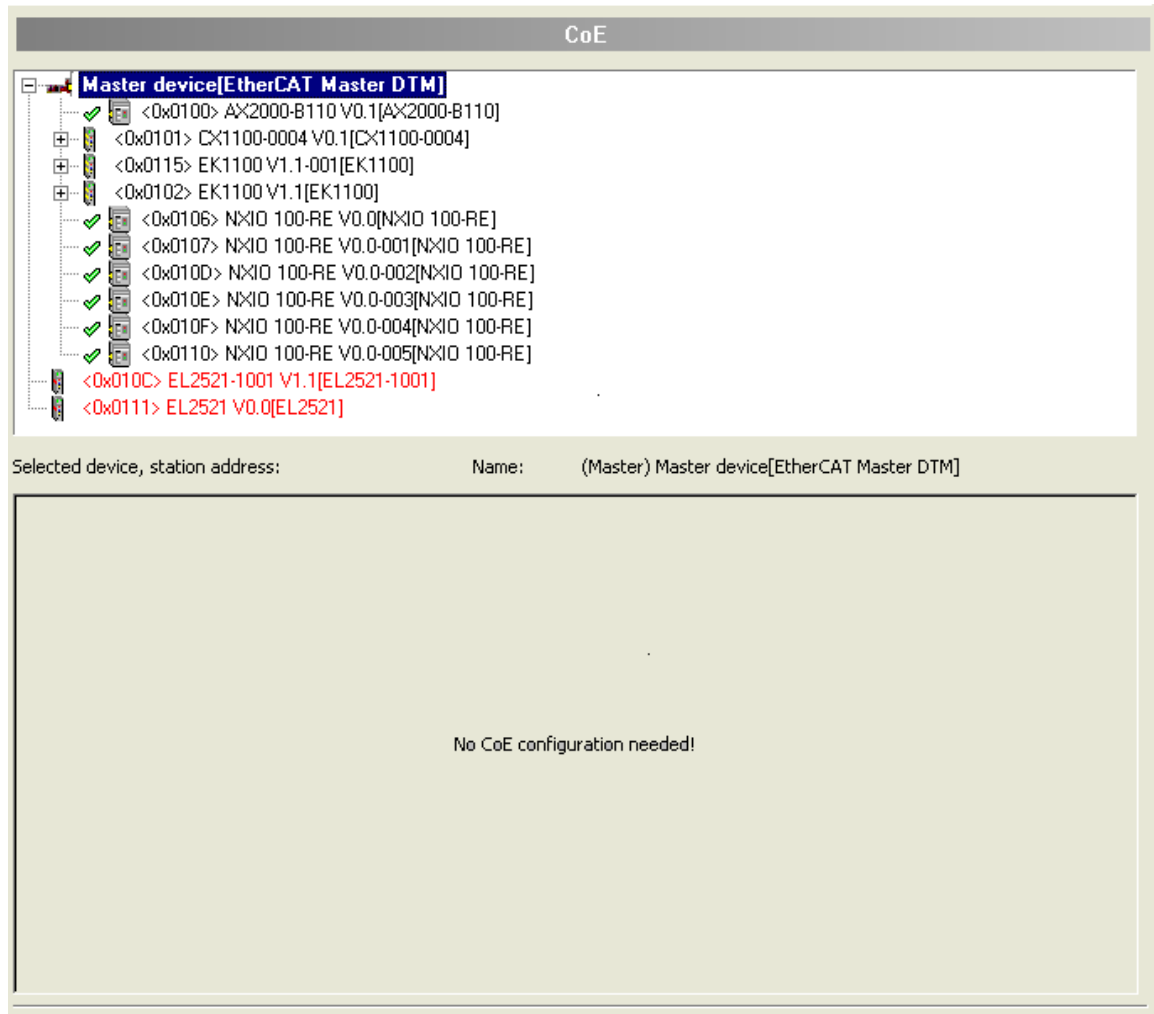 CoE
Master device[EtherCAT Master DTM]
<0x0100> AX2000-B110 V0.1[AX2000-B110]
<0x0101> CX1100-0004 V0.1[CX1100-0004]
<0x0115> EK1100 V1.1-001[EK1100]
<0x0102> EK1100 V1.1[EK1100]
<0x0106> NXIO 100-RE V0.0[NXIO 100-RE]
<0x0107> NXIO 100-RE V0.0-001[NXIO 100-RE]
<0x010D> NXIO 100-RE V0.0-002[NXIO 100-RE]
<0x010E> NXIO 100-RE V0.0-003[NXIO 100-RE]
<0x010F> NXIO 100-RE V0.0-004[NXIO 100-RE]
<0x0110> NXIO 100-RE V0.0-005[NXIO 100-RE]
<0x010C> EL2521-1001 V1.1[EL2521-1001]
<0x0111> EL2521 V0.0[EL2521]
Selected device, station address: Name: (Master) Master device[EtherCAT Master DTM]
No CoE configuration needed!